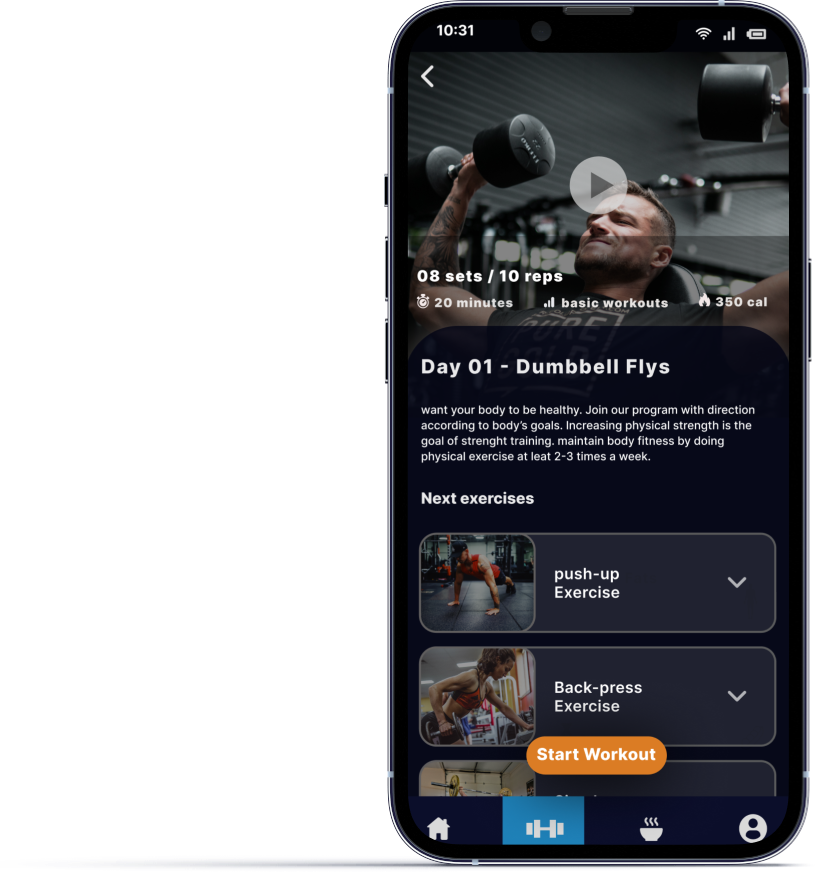 10:31
08 sets / 10 reps
20 minutes basic workouts 350 cal
PURE
Day 01 - Dumbbell Flys
want your body to be healthy. Join our program with direction
according to body’s goals. Increasing physical strength is the
goal of strenght training. maintain body fitness by doing
physical exercise at leat 2-3 times a week.
Next exercises
push-up
Exercise
Back-press
Exercise
Start Workout